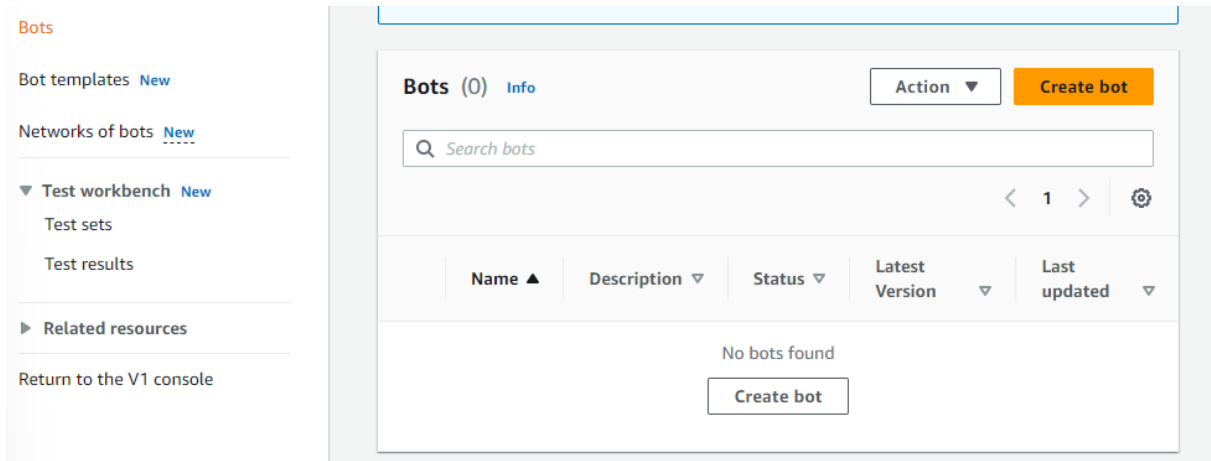 Bots
Bot templates New
Networks of bots New
Test workbench New
Test sets
Test results
Related resources
Return to the V1 console
Bots (0) Info
Action
Create bot
Search bots
1
Name
Description
Status
Latest
Version
Last
updated
No bots found
Create bot